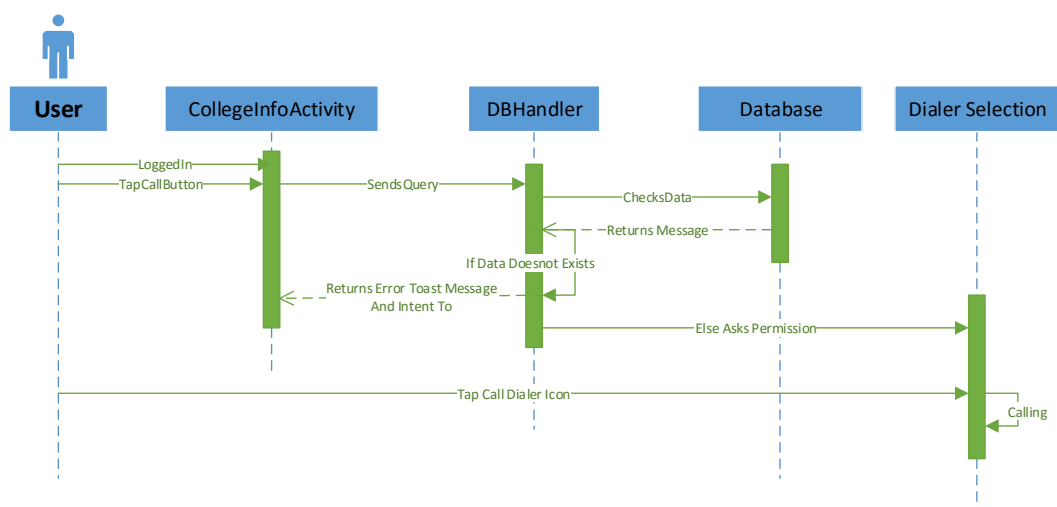 User
CollegeInfoActivity
DBHandler
Database
Dialer Selection
LoggedIn
TapCallButton
SendsQuery
ChecksData
Returns Message
If Data Doesnot Exists
Returns Error Toast Message
And Intent To
Else Asks Permission
Tap Call Dialer Icon
Calling